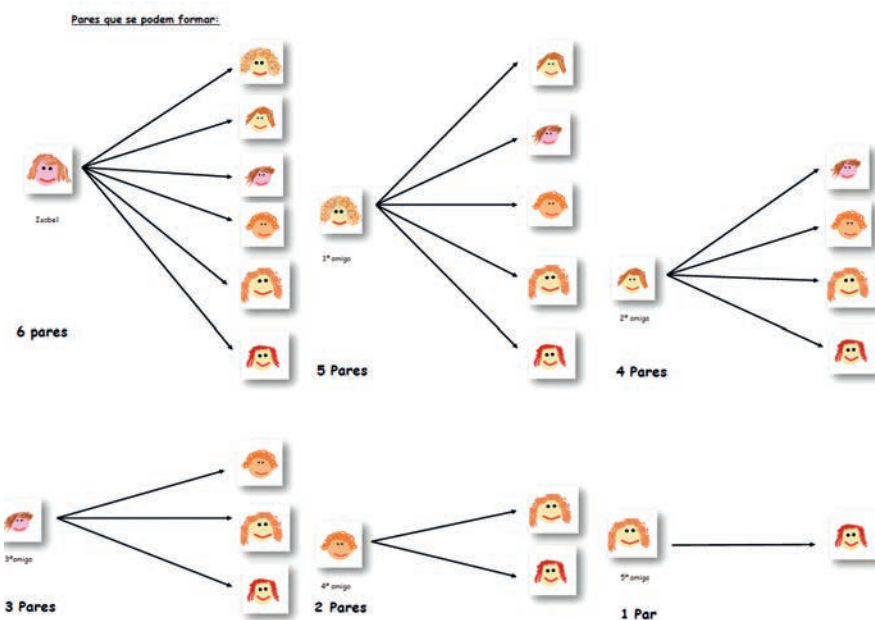 Pares que se podem formar:
Isabel
6 pares
1º amigo
5 Pares
2º amigo
4 Pares
3ºamigo
3 Pares
4º amigo
2 Pares
5º amigo
1 Par